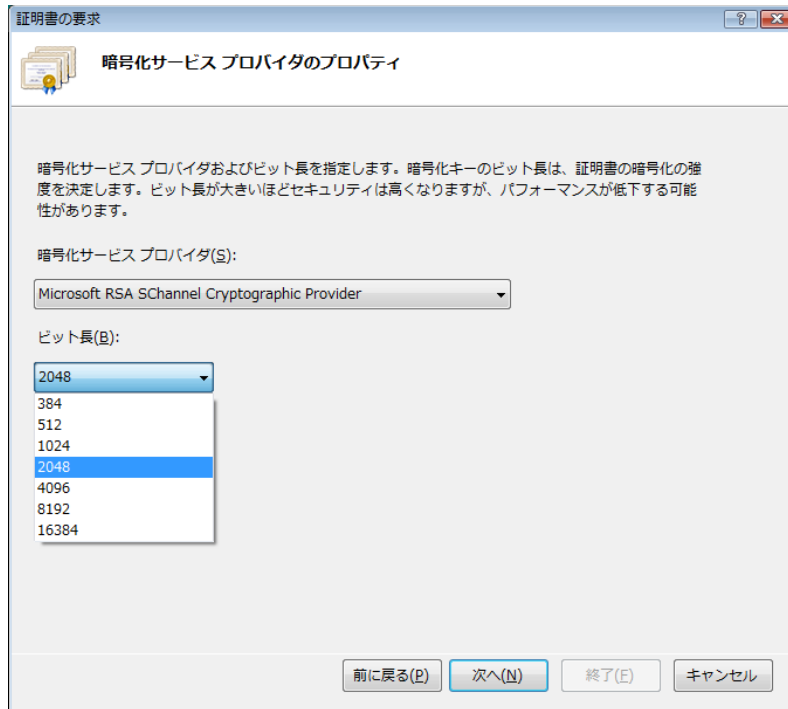 証明書の要求
暗号化サービス プロバイダのプロパティ
暗号化サービス プロバイダおよびビット長を指定します。暗号化キーのビット長は、証明書の暗号化の強
度を決定します。ビット長が大きいほどセキュリティは高くなりますが、パフォーマンスが低下する可能
性があります。
暗号化サービス プロバイダ(S):
Microsoft RSA SChannel Cryptographic Provider
ビット長(B):
2048
384
512
1024
2048
4096
8192
16384
前に戻る(P) 次へ(N) 終了(F) キャンセル